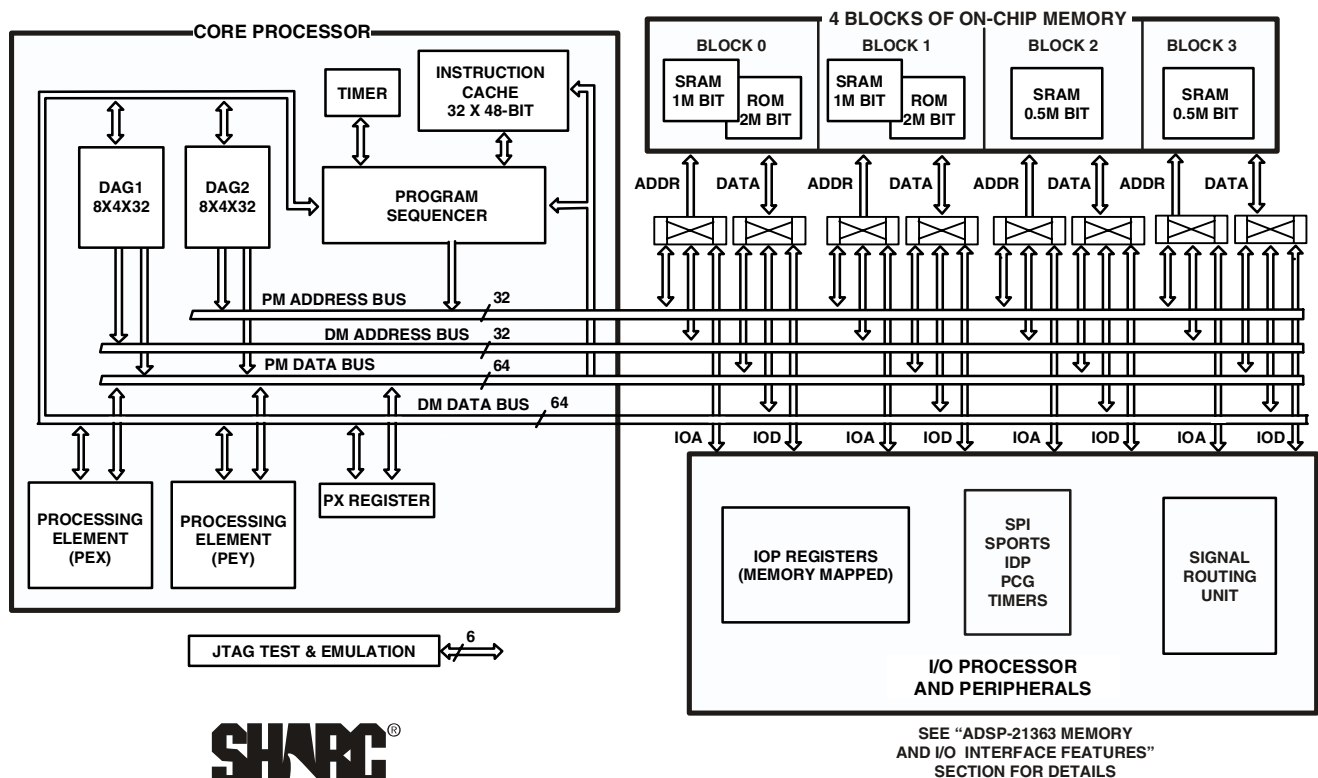 CORE PROCESSOR
TIMER
INSTRUCTION
CACHE
32 X 48-BIT
DAG1
8X4X32
DAG2
8X4X32
PROGRAM
SEQUENCER
PM ADDRESS BUS
32
DM ADDRESS BUS
32
PM DATA BUS
64
DM DATA BUS
64
PROCESSING
ELEMENT
(PEX)
PROCESSING
ELEMENT
(PEY)
PX REGISTER
JTAG TEST & EMULATION
6
SHARC®
4 BLOCKS OF ON-CHIP MEMORY
BLOCK 0
BLOCK 1
BLOCK 2
BLOCK 3
SRAM
1M BIT
ROM
2M BIT
SRAM
1M BIT
ROM
2M BIT
SRAM
0.5M BIT
SRAM
0.5M BIT
ADDR
DATA
ADDR
DATA
ADDR
DATA
ADDR
DATA
IOA
IOD
IOA
IOD
IOA
IOD
IOA
IOD
IOP REGISTERS
(MEMORY MAPPED)
SPI
SPORTS
IDP
PCG
TIMERS
SIGNAL
ROUTING
UNIT
I/O PROCESSOR
AND PERIPHERALS
SEE “ADSP-21363 MEMORY
AND I/O INTERFACE FEATURES”
SECTION FOR DETAILS